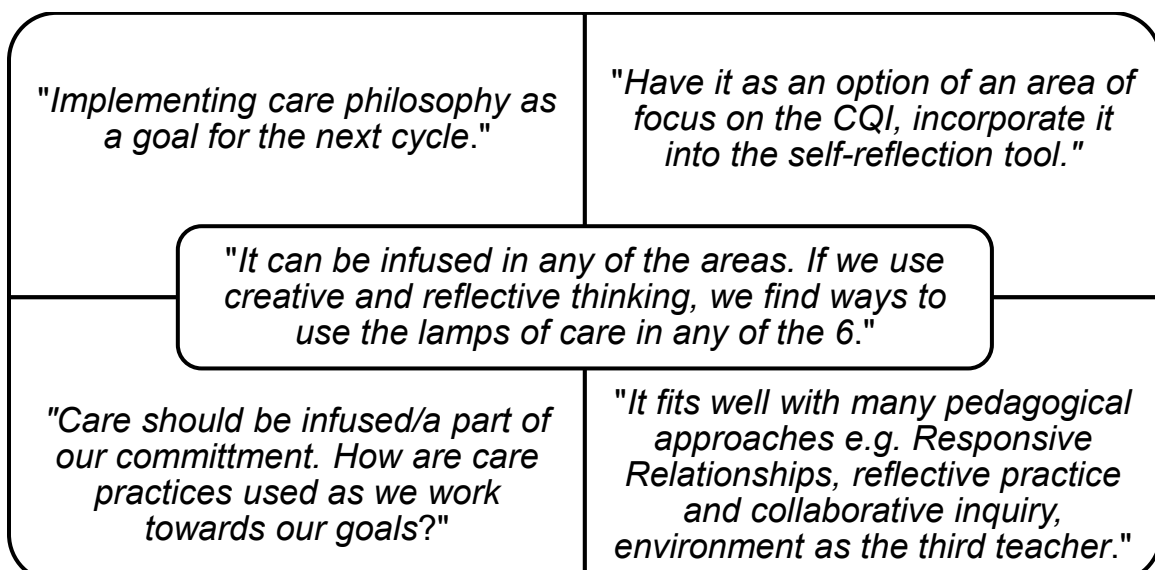 "Implementing care philosophy as
a goal for the next cycle."
"Have it as an option of an area of
focus on the CQI, incorporate it
into the self-reflection tool."
"It can be infused in any of the areas. If we use
creative and reflective thinking, we find ways to
use the lamps of care in any of the 6."
"Care should be infused/a part of
our committment. How are care
practices used as we work
towards our goals?"
"It fits well with many pedagogical
approaches e.g. Responsive
Relationships, reflective practice
and collaborative inquiry,
environment as the third teacher."